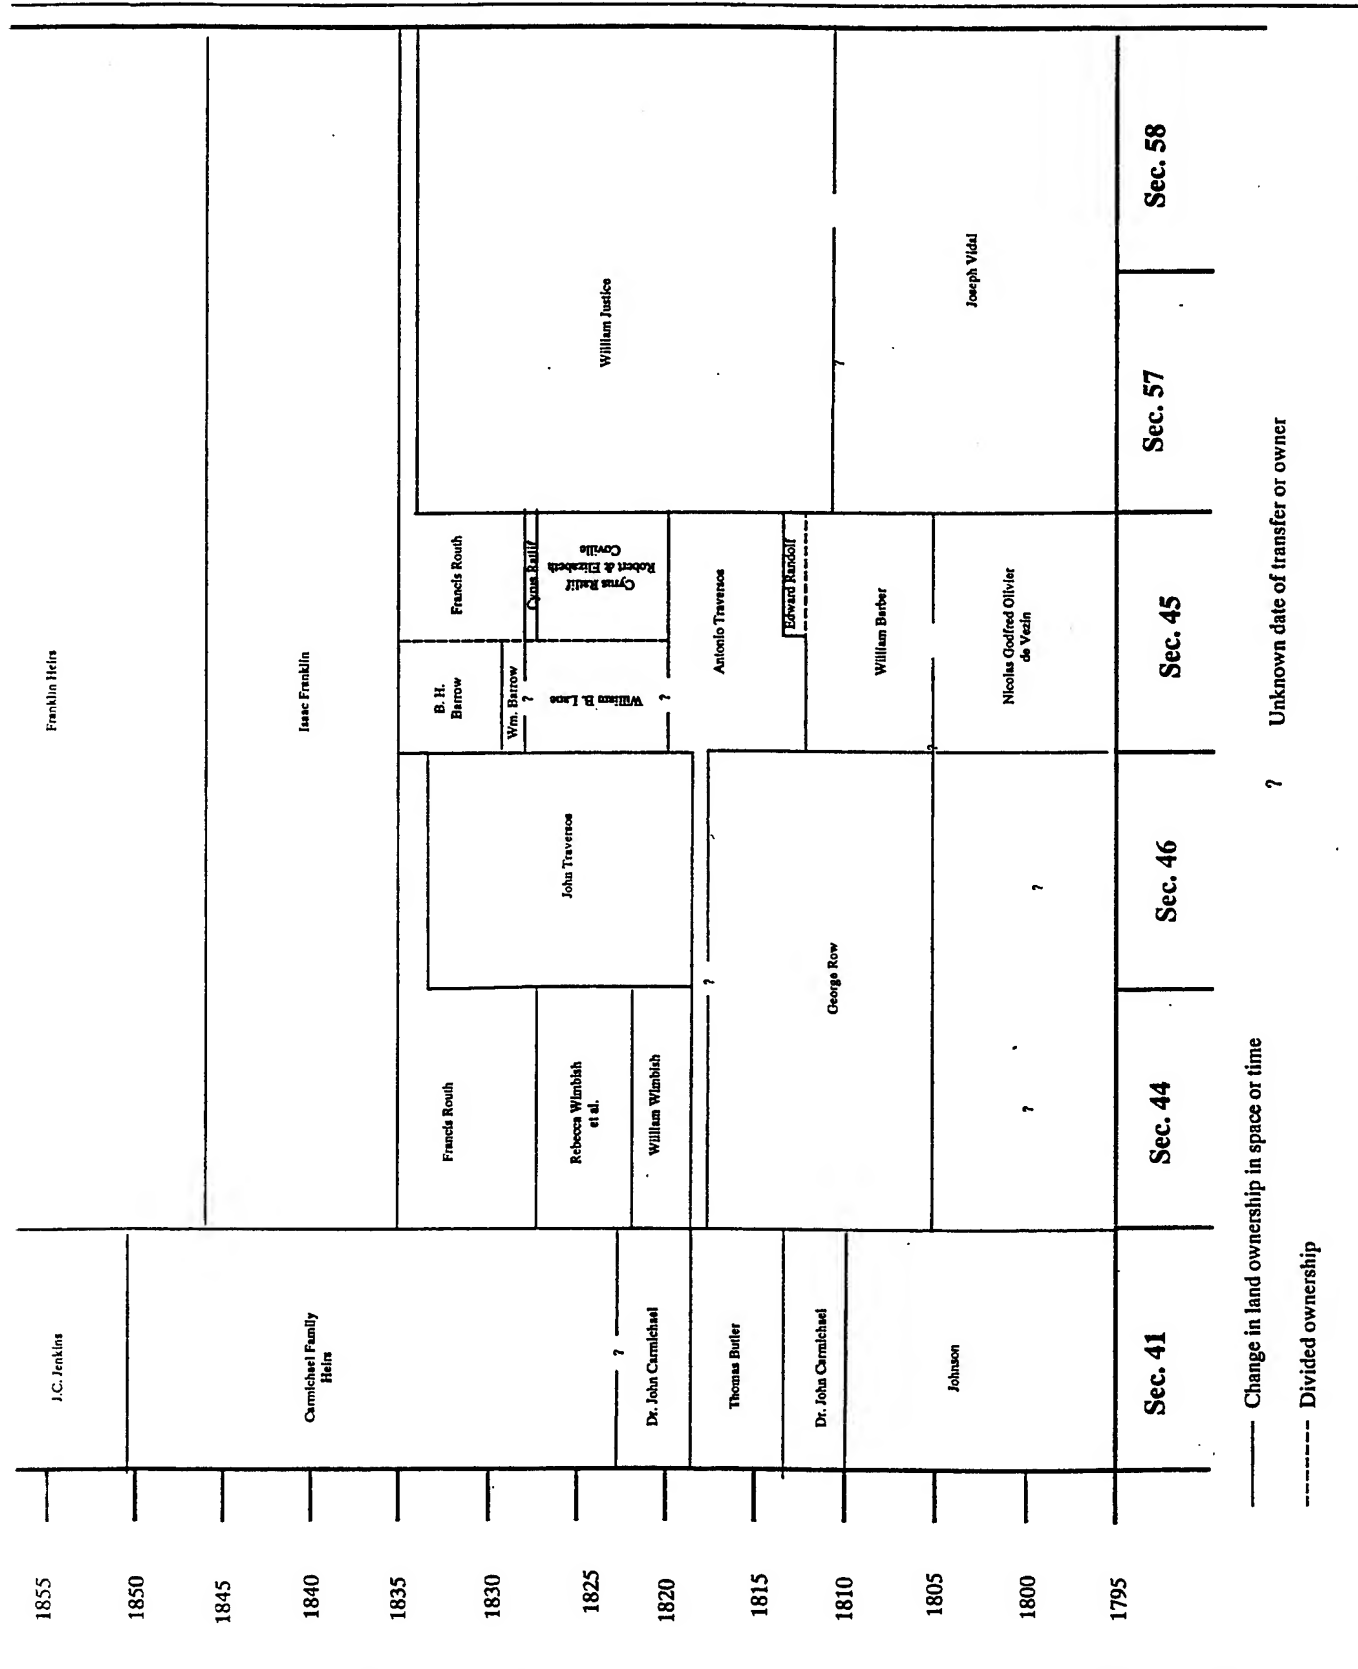 1855
1850
1845
1840
1835
1830
1825
1820
1815
1810
1805
1800
1795
J.C. Jenkins
Carmichael Family
Heirs
?
Dr. John Carmichael
Thomas Butler
Dr. John Carmichael
Johnson
Sec. 41
Franklin Heirs
Isaac Franklin
Francis Routh
Rebecca Wimbish
et al.
William Wimbish
John Traversos
?
George Row
?
?
Sec. 44
Sec. 46
B. H.
Barrow
Wm. Barrow
?
William B. Lane
?
Francis Routh
Cyrus Ratlif
Cyrus Ratlif
Robert & Elizabeth
Coville
Antonio Traversos
Edward Randolf
William Barber
?
Nicolas Godfred Olivier
de Vezin
Sec. 45
William Justice
?
Joseph Vidal
Sec. 57
Sec. 58
Change in land ownership in space or time
Divided ownership
? Unknown date of transfer or owner